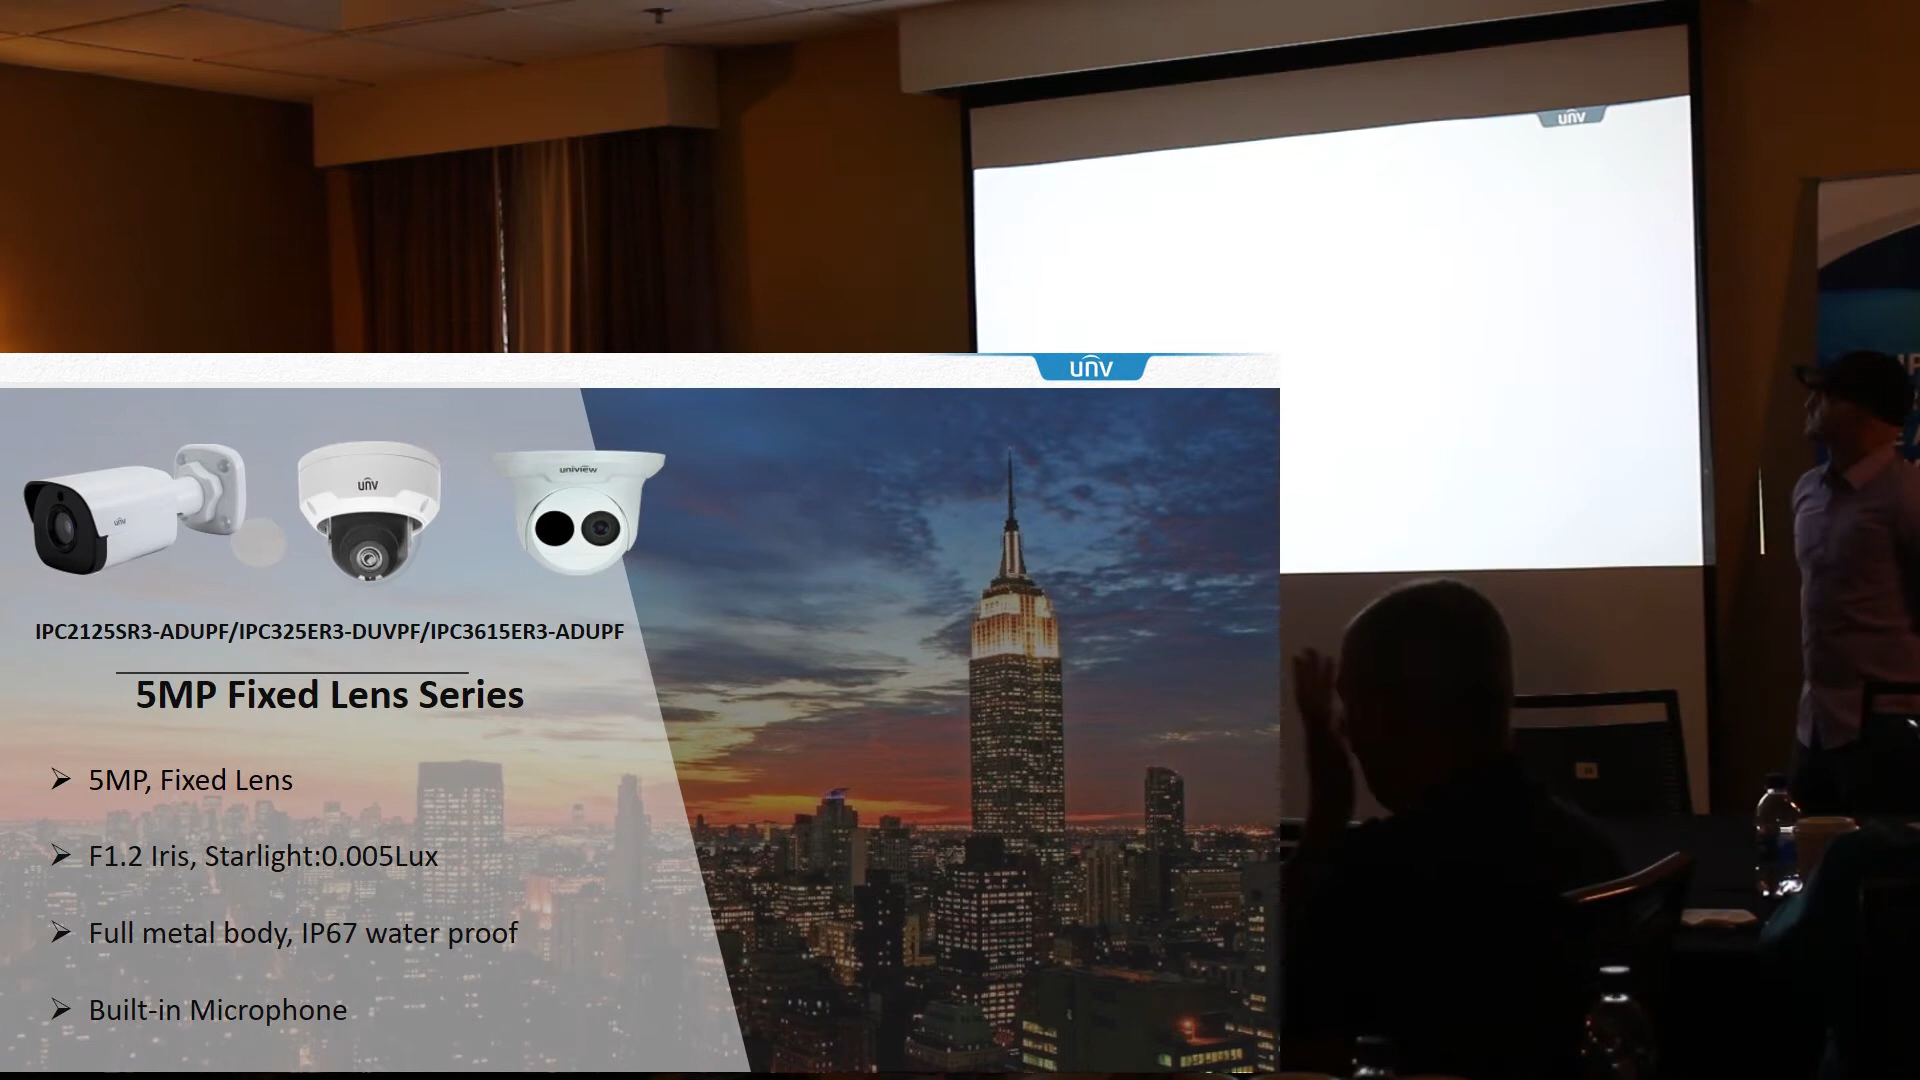 unv
unv
unv
unv
uniview
IPC2125SR3-ADUPF/IPC325ER3-DUVPF/IPC3615ER3-ADUPF
5MP Fixed Lens Series
➢ 5MP, Fixed Lens
➢ F1.2 Iris, Starlight:0.005Lux
➢ Full metal body, IP67 water proof
➢ Built-in Microphone